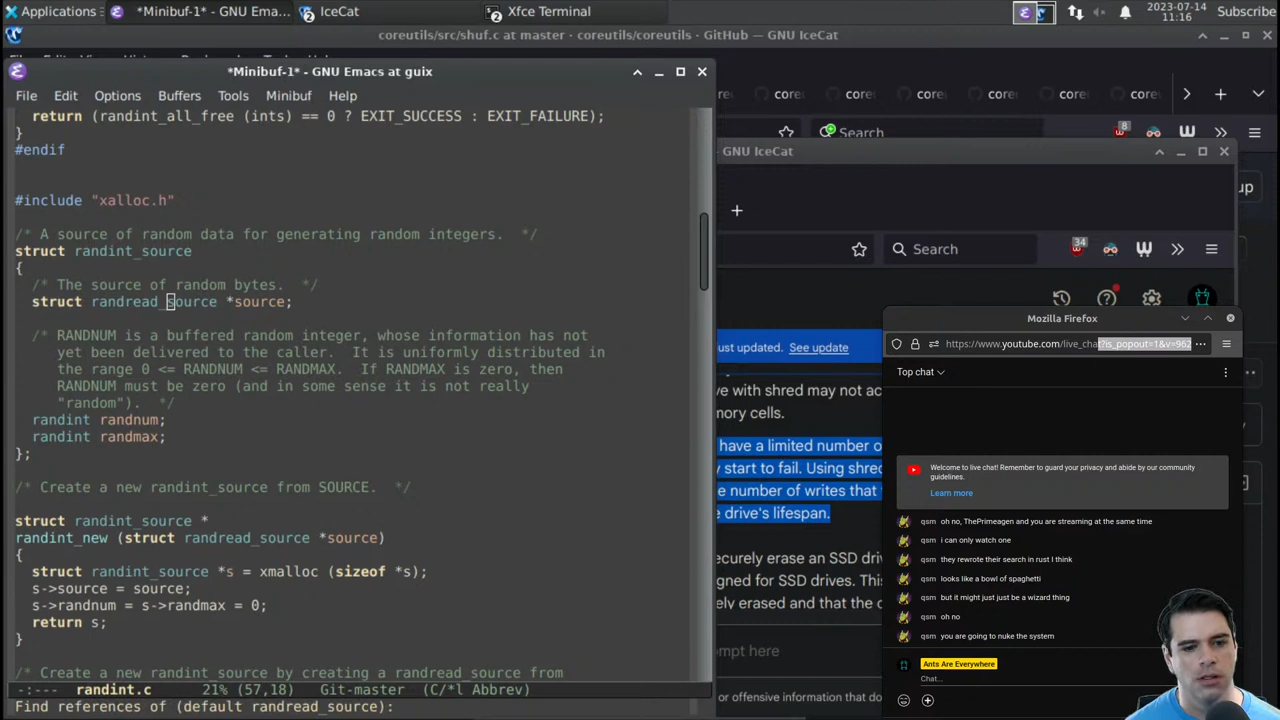 Applications
*Minibuf-1* - GNU Ema...
IceCat
2
Xfce Terminal
2
2023-07-14
11:16
Subscribe
coreutils/src/shuf.c at master · coreutils/coreutils · GitHub — GNU IceCat
*Minibuf-1* - GNU Emacs at guix
File Edit Options Buffers Tools Minibuf Help
return (randint_all_free (ints) == 0 ? EXIT_SUCCESS : EXIT_FAILURE);
}
#endif
#include "xalloc.h"
/* A source of random data for generating random integers. */
struct randint_source
{
/* The source of random bytes. */
struct randread_source *source;
/* RANDNUM is a buffered random integer, whose information has not
yet been delivered to the caller. It is uniformly distributed in
the range 0 <= RANDNUM <= RANDMAX. If RANDMAX is zero, then
RANDNUM must be zero (and in some sense it is not really
"random"). */
randint randnum;
randint randmax;
};
/* Create a new randint_source from SOURCE. */
struct randint_source *
randint_new (struct randread_source *source)
{
struct randint_source *s = xmalloc (sizeof *s);
s->source = source;
s->randnum = s->randmax = 0;
return s;
}
/* Create a new randint_source by creating a randread_source from
-:--- randint.c 21% (57,18) Git-master (C/*l Abbrev)
Find references of (default randread_source):
core
core
core
core
Search
8
up
GNU IceCat
Search
34
ust updated. See update
ve with shred may not ac
mory cells.
have a limited number o
y start to fail. Using shre
e number of writes that
e drive's lifespan.
ecurely erase an SSD driv
igned for SSD drives. This
ely erased and that the c
mpt here
or offensive information that do
Mozilla Firefox
https://www.youtube.com/live_chat?is_popout=1&v=962
Top chat
Welcome to live chat! Remember to guard your privacy and abide by our community
guidelines.
Learn more
qsm oh no, ThePrimeagen and you are streaming at the same time
qsm i can only watch one
qsm they rewrote their search in rust I think
qsm looks like a bowl of spaghetti
qsm but it might just just be a wizard thing
qsm oh no
qsm you are going to nuke the system
Ants Are Everywhere
Chat...